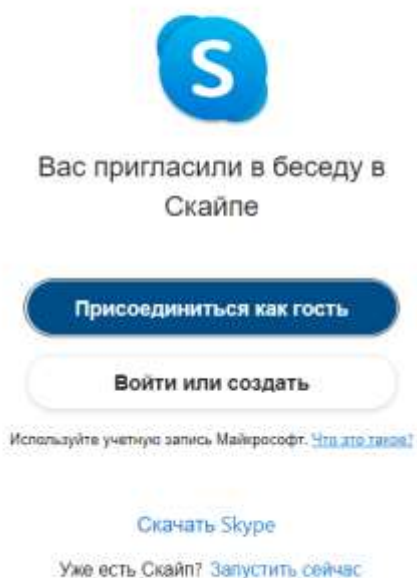 S
Вас пригласили в беседу в
Скайпе
Присоединиться как гость
Войти или создать
Используйте учетную запись Майкрософт. Что это такое?
Скачать Skype
Уже есть Скайп? Запустить сейчас